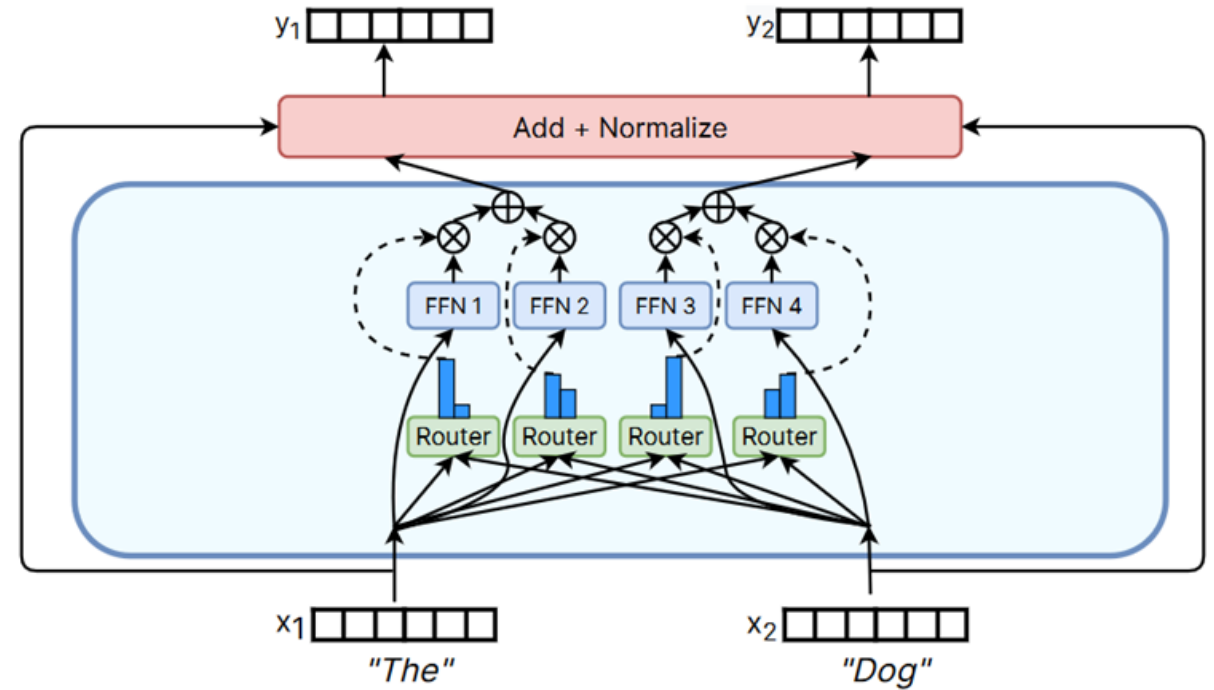 y₁ y₂
Add + Normalize
FFN 1 FFN 2 FFN 3 FFN 4
Router Router Router Router
x₁ x₂
"The" "Dog"